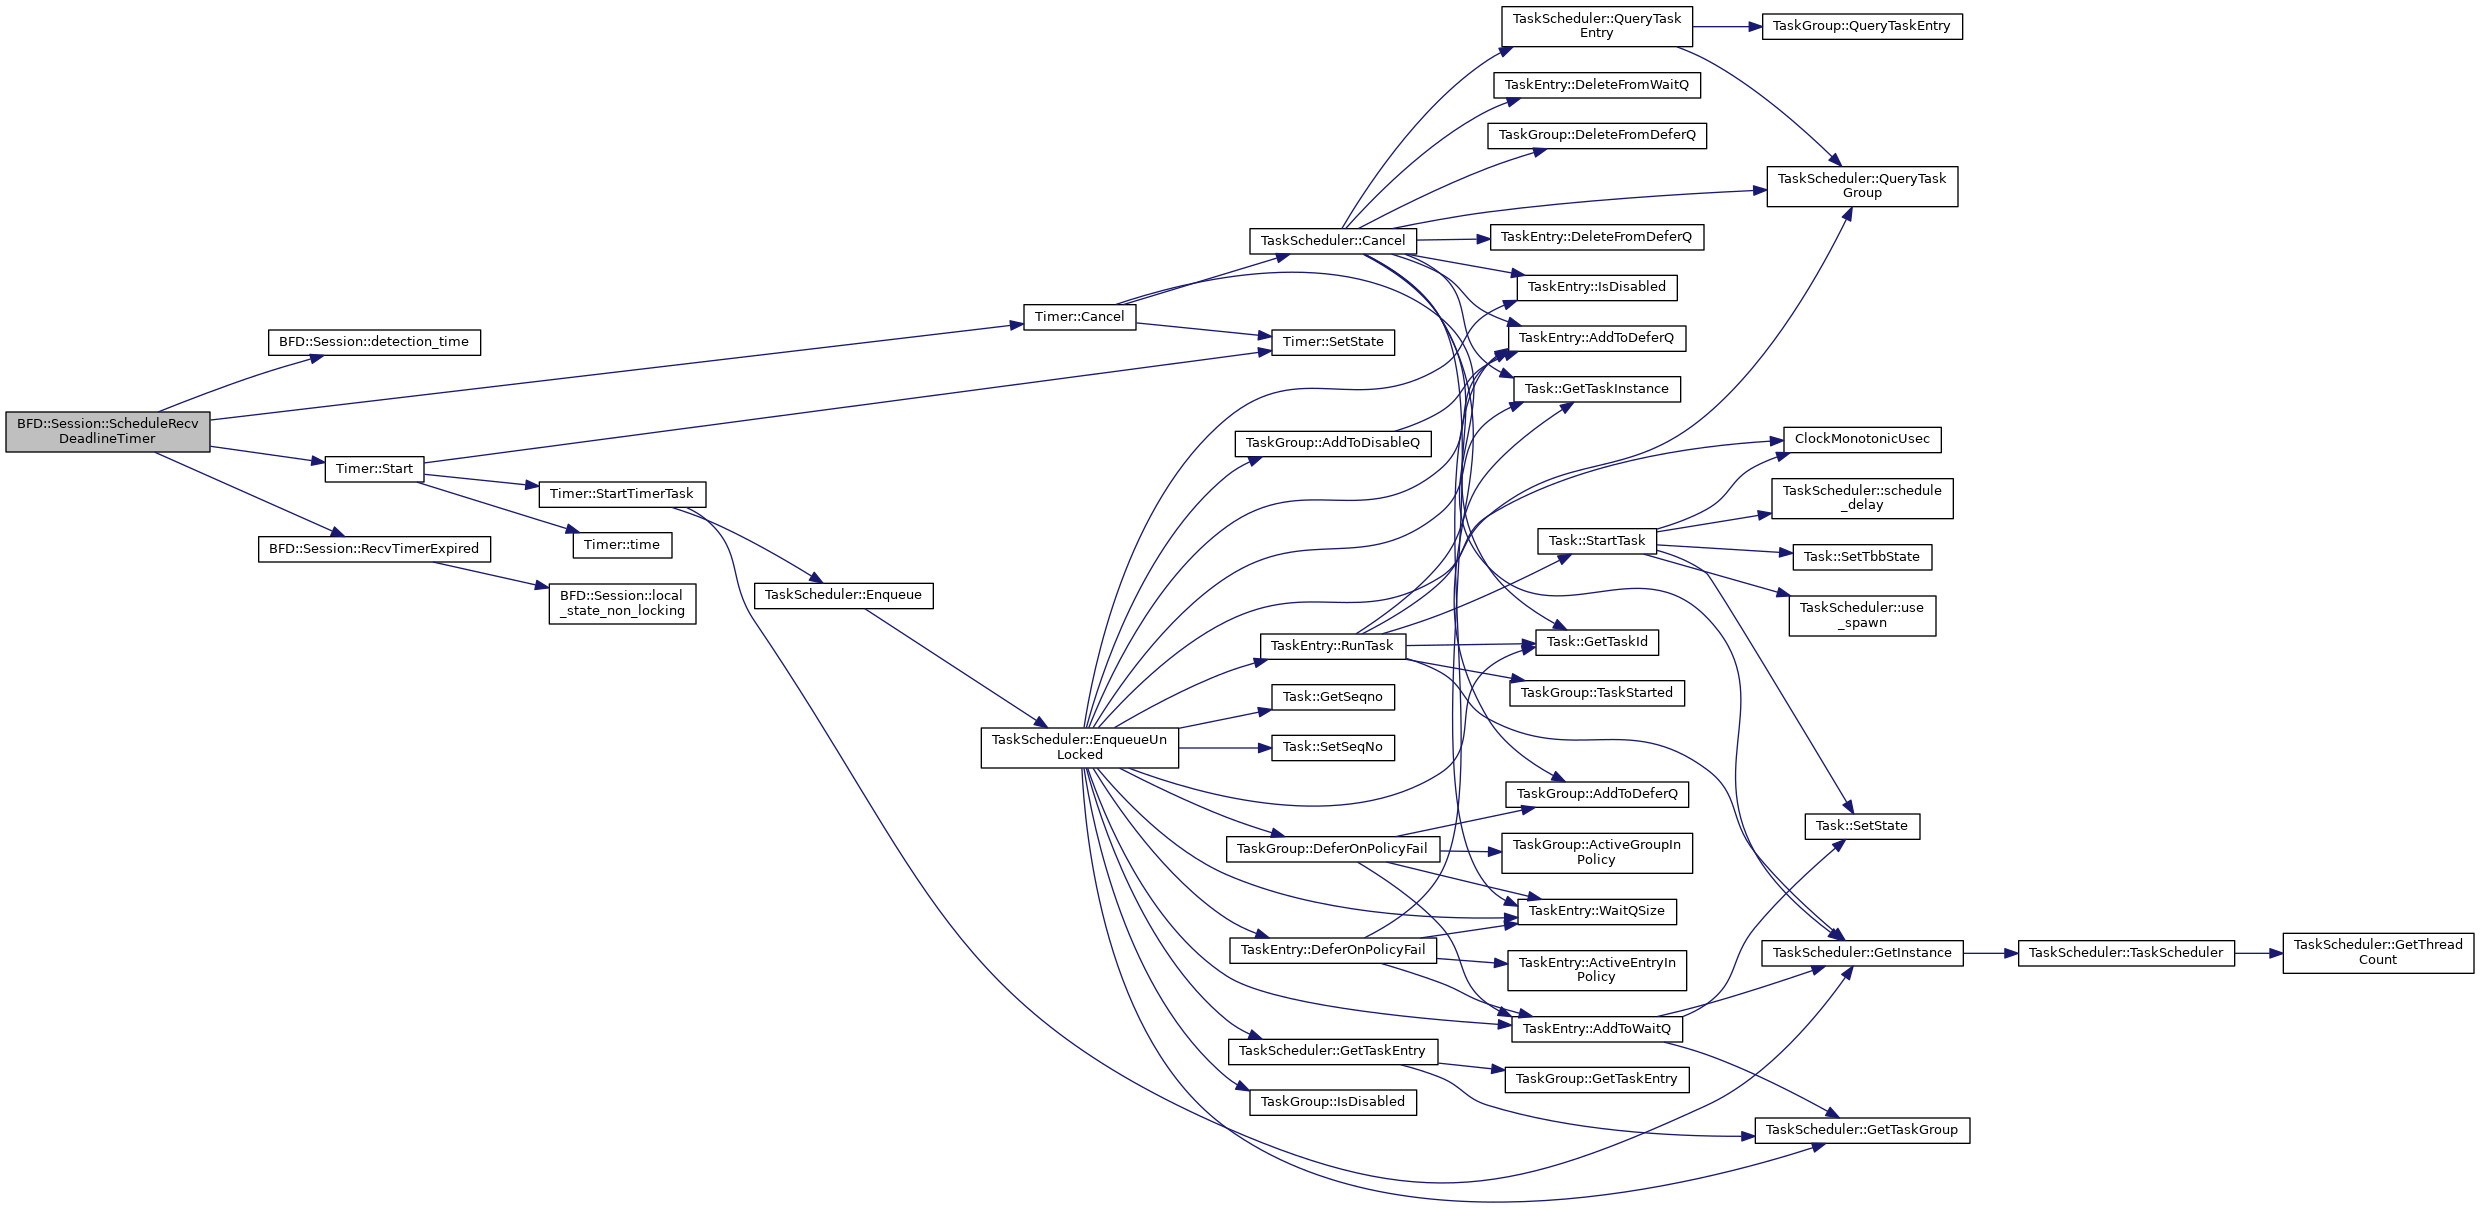 BFD::Session::ScheduleRecv
DeadlineTimer
BFD::Session::detection_time
Timer::Start
BFD::Session::RecvTimerExpired
Timer::StartTimerTask
Timer::time
BFD::Session::local
_state_non_locking
TaskScheduler::Enqueue
Timer::Cancel
TaskScheduler::EnqueueUn
Locked
TaskScheduler::Cancel
Timer::SetState
TaskGroup::AddToDisableQ
TaskEntry::RunTask
Task::GetSeqno
Task::SetSeqNo
TaskGroup::DeferOnPolicyFail
TaskEntry::DeferOnPolicyFail
TaskScheduler::GetTaskEntry
TaskGroup::IsDisabled
TaskScheduler::QueryTask
Entry
TaskEntry::DeleteFromWaitQ
TaskGroup::DeleteFromDeferQ
TaskEntry::DeleteFromDeferQ
TaskEntry::IsDisabled
TaskEntry::AddToDeferQ
Task::GetTaskInstance
Task::StartTask
Task::GetTaskId
TaskGroup::TaskStarted
TaskGroup::AddToDeferQ
TaskGroup::ActiveGroupIn
Policy
TaskEntry::WaitQSize
TaskEntry::ActiveEntryIn
Policy
TaskEntry::AddToWaitQ
TaskGroup::GetTaskEntry
TaskGroup::QueryTaskEntry
TaskScheduler::QueryTask
Group
ClockMonotonicUsec
TaskScheduler::schedule
_delay
Task::SetTbbState
TaskScheduler::use
_spawn
Task::SetState
TaskScheduler::GetInstance
TaskScheduler::GetTaskGroup
TaskScheduler::TaskScheduler
TaskScheduler::GetThread
Count